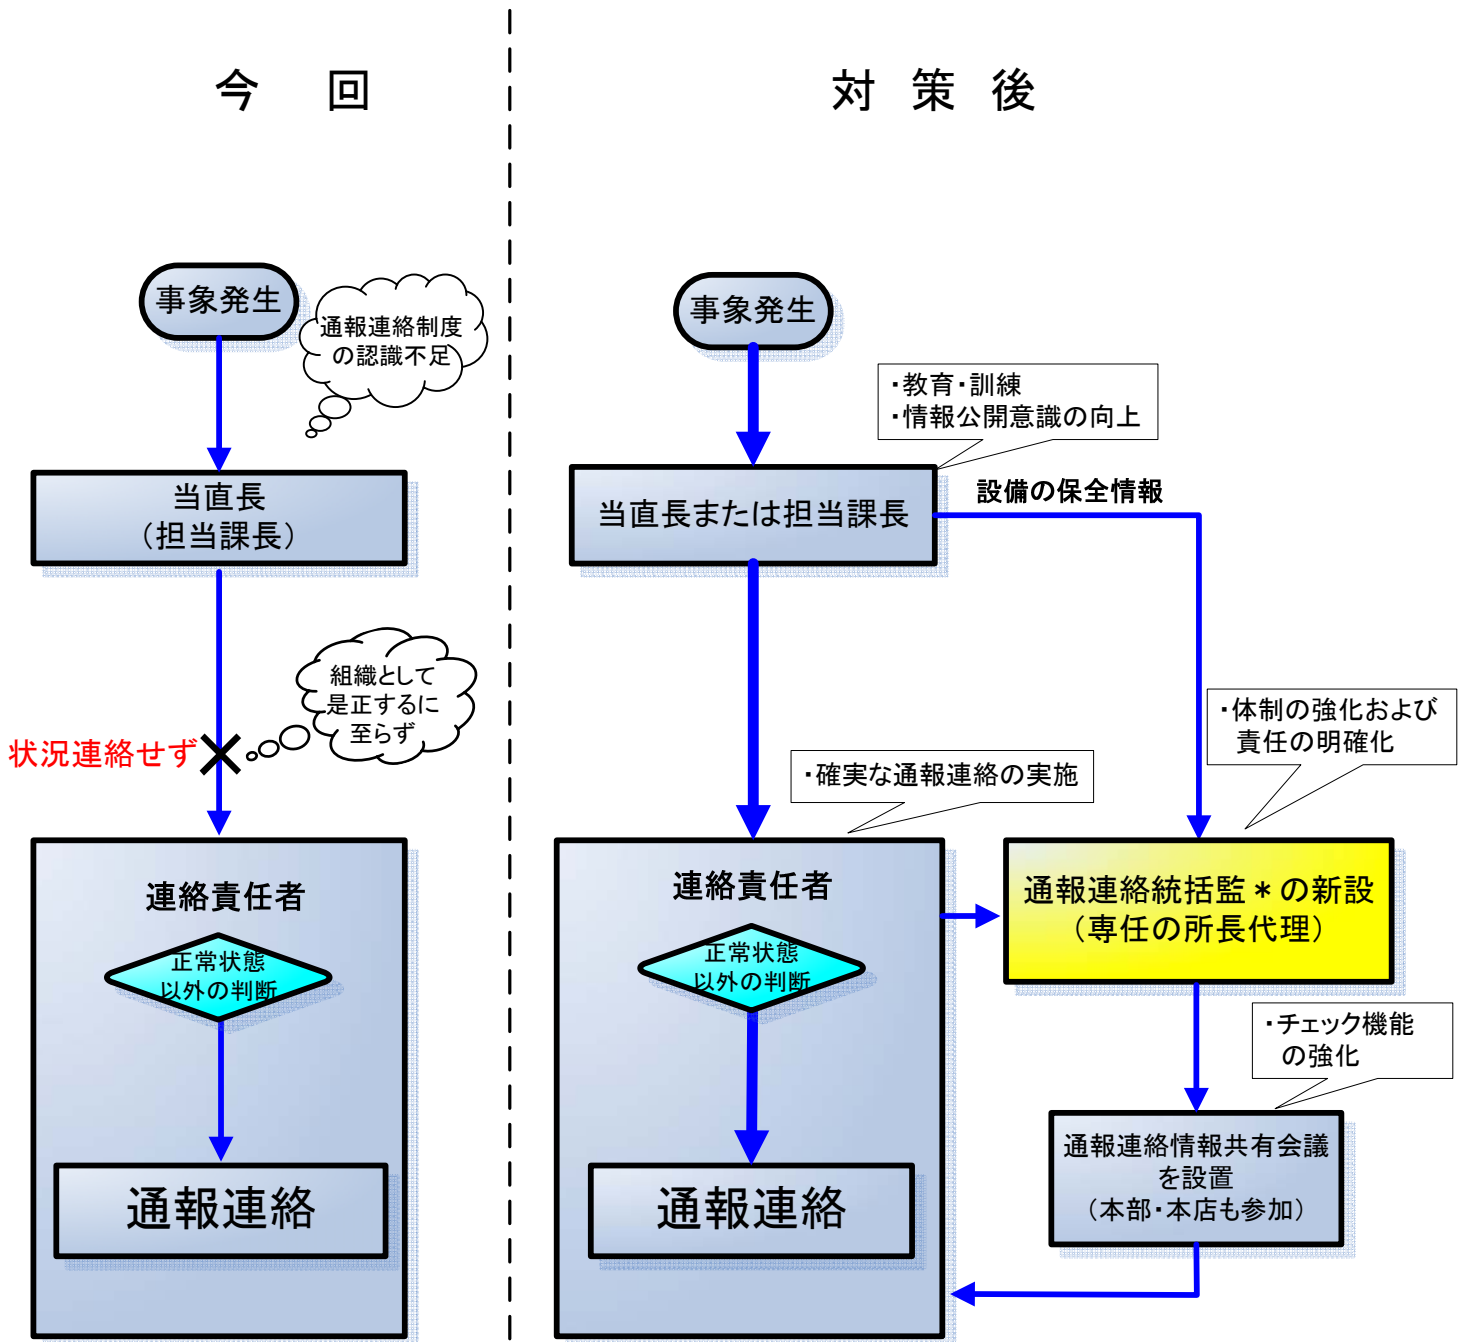 今 回
事象発生
通報連絡制度
の認識不足
当直長
（担当課長）
組織として
是正するに
至らず
状況連絡せず
連絡責任者
正常状態
以外の判断
通報連絡
対 策 後
事象発生
・教育・訓練
・情報公開意識の向上
当直長または担当課長
設備の保全情報
・体制の強化および
責任の明確化
・確実な通報連絡の実施
連絡責任者
正常状態
以外の判断
通報連絡
通報連絡統括監＊の新設
（専任の所長代理）
・チェック機能
の強化
通報連絡情報共有会議
を設置
（本部・本店も参加）